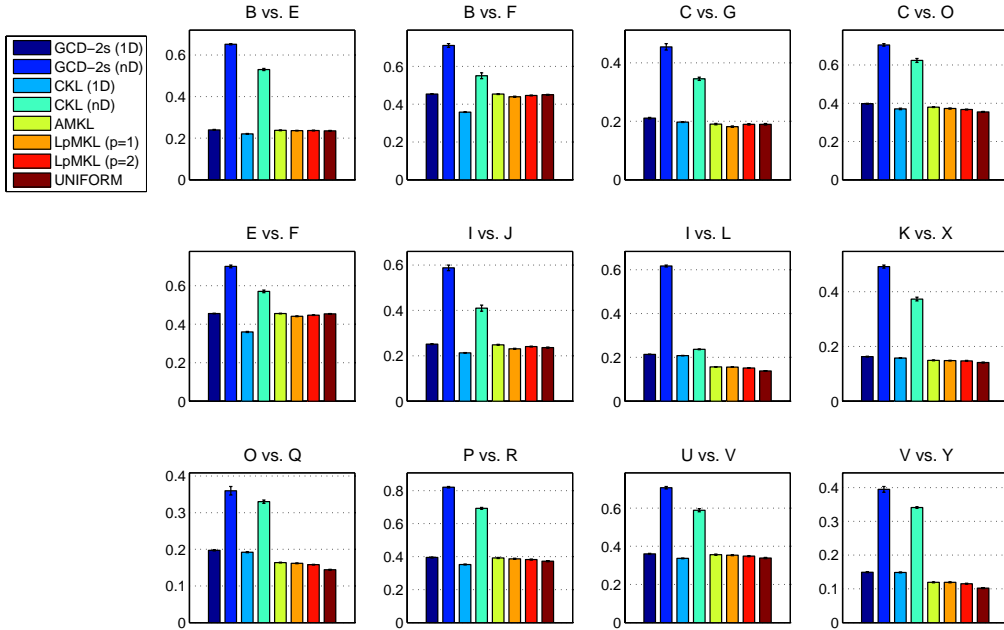 B vs. E
B vs. F
C vs. G
C vs. O
GCD−2s (1D)
GCD−2s (nD)
CKL (1D)
CKL (nD)
AMKL
LpMKL (p=1)
LpMKL (p=2)
UNIFORM
0.6
0.4
0.2
0
0.6
0.4
0.2
0
0.4
0.2
0
0.6
0.4
0.2
0
E vs. F
I vs. J
I vs. L
K vs. X
0.6
0.4
0.2
0
0.6
0.4
0.2
0
0.6
0.4
0.2
0
0.4
0.2
0
O vs. Q
P vs. R
U vs. V
V vs. Y
0.4
0.3
0.2
0.1
0
0.8
0.6
0.4
0.2
0
0.6
0.4
0.2
0
0.4
0.3
0.2
0.1
0